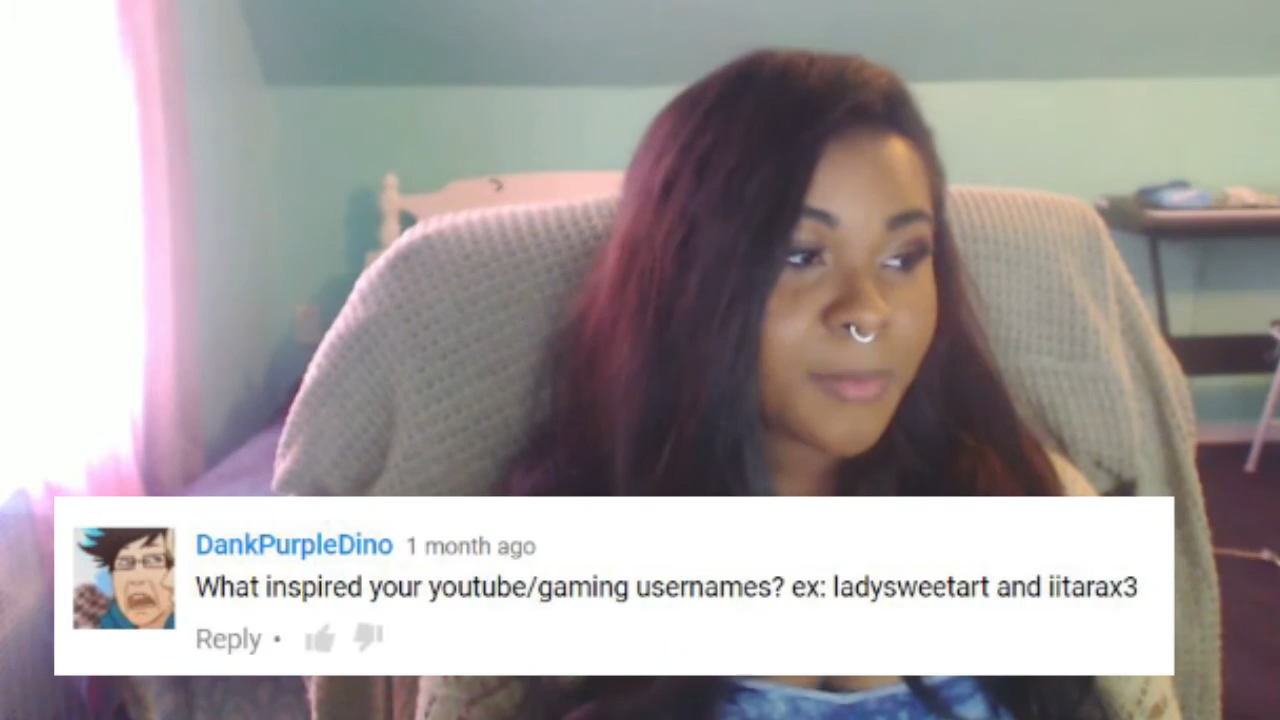 DankPurpleDino 1 month ago
What inspired your youtube/gaming usernames? ex: ladysweetart and iitarax3
Reply •